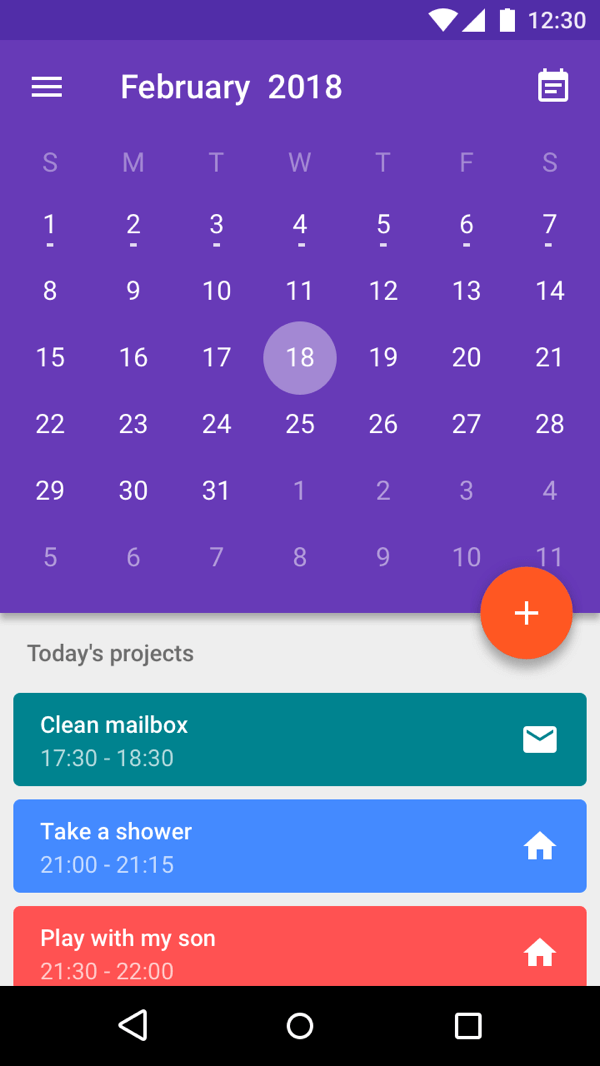 12:30
February 2018
S M T W T F S
1 2 3 4 5 6 7
8 9 10 11 12 13 14
15 16 17 18 19 20 21
22 23 24 25 26 27 28
29 30 31 1 2 3 4
5 6 7 8 9 10 11
Today's projects
Clean mailbox
17:30 - 18:30
Take a shower
21:00 - 21:15
Play with my son
21:30 - 22:00